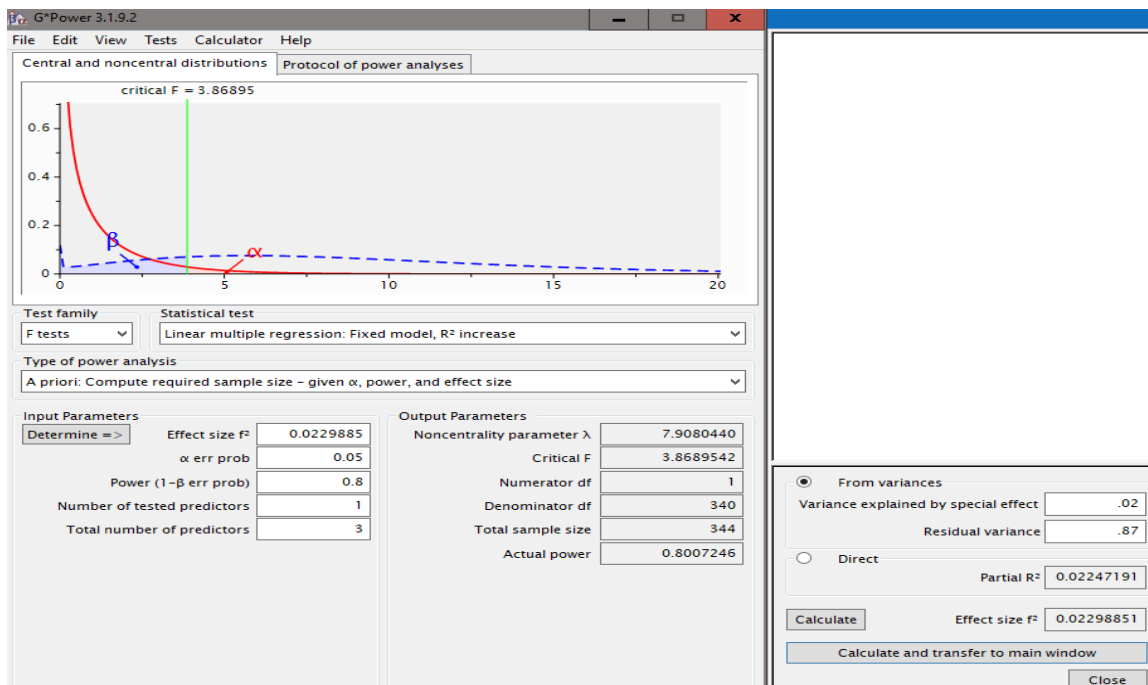 G*Power 3.1.9.2
File Edit View Tests Calculator Help
Central and noncentral distributions Protocol of power analyses
critical F = 3.86895
0.6
0.4
0.2
0
β
α
0 5 10 15 20
Test family Statistical test
F tests Linear multiple regression: Fixed model, R² increase
Type of power analysis
A priori: Compute required sample size – given α, power, and effect size
Input Parameters
Determine => Effect size f² 0.0229885
α err prob 0.05
Power (1-β err prob) 0.8
Number of tested predictors 1
Total number of predictors 3
Output Parameters
Noncentrality parameter λ 7.9080440
Critical F 3.8689542
Numerator df 1
Denominator df 340
Total sample size 344
Actual power 0.8007246
From variances
Variance explained by special effect .02
Residual variance .87
Direct
Partial R² 0.02247191
Calculate Effect size f² 0.02298851
Calculate and transfer to main window
Close